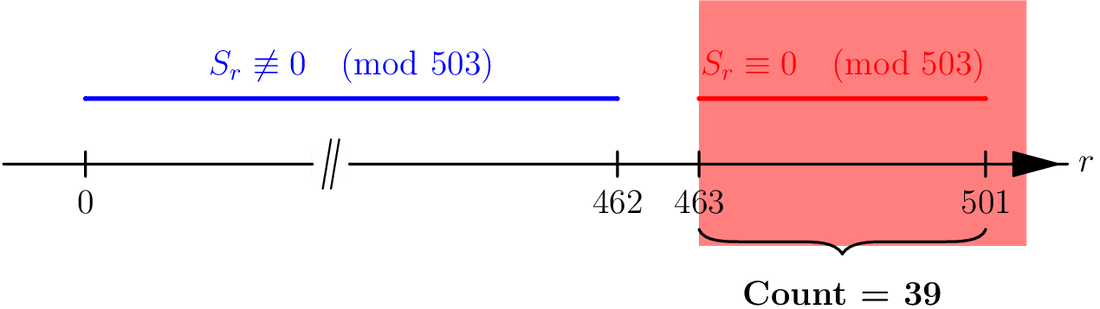 S_r ≢ 0 (mod 503) S_r ≡ 0 (mod 503)
r
0 462 463 501
Count = 39